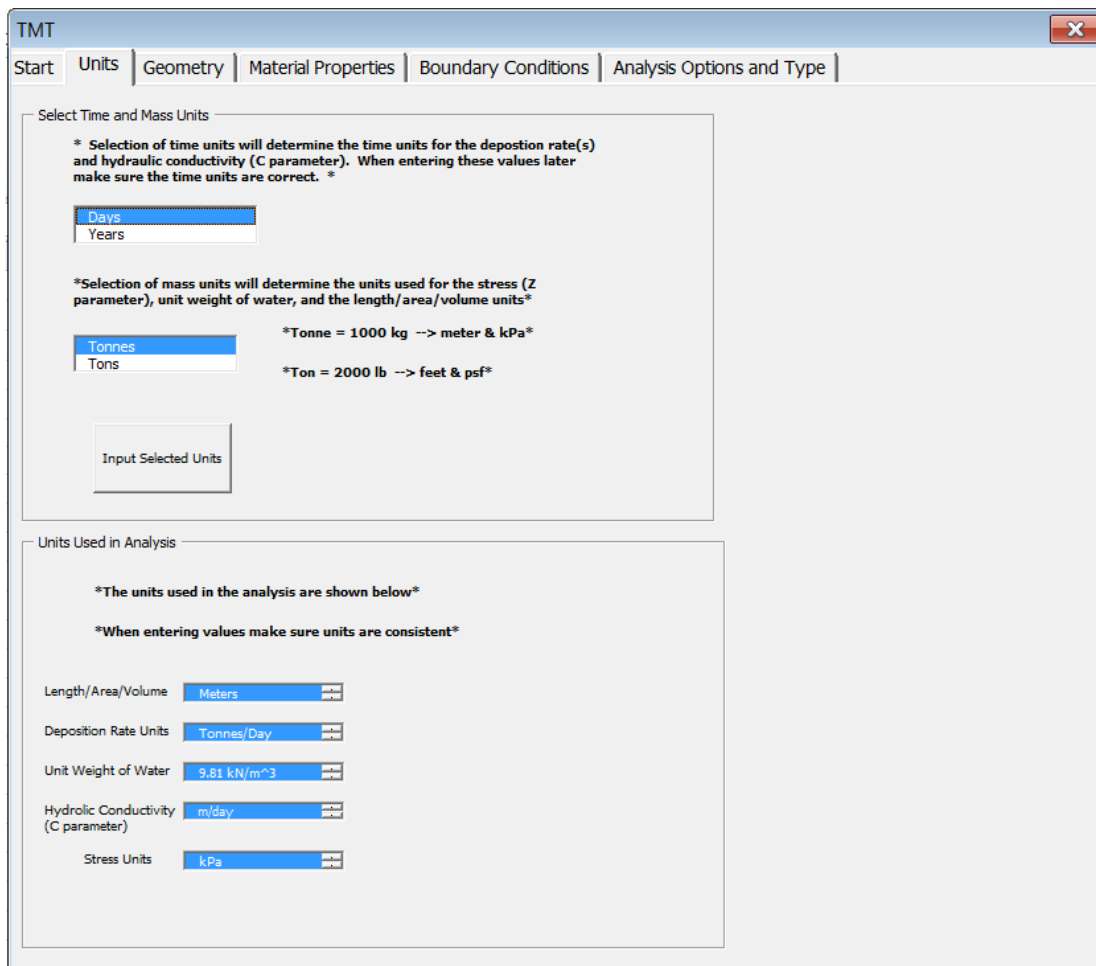 TMT
Start Units Geometry Material Properties Boundary Conditions Analysis Options and Type
Select Time and Mass Units
* Selection of time units will determine the time units for the depostion rate(s)
and hydraulic conductivity (C parameter). When entering these values later
make sure the time units are correct. *
Days
Years
*Selection of mass units will determine the units used for the stress (Z
parameter), unit weight of water, and the length/area/volume units*
Tonnes
Tons
*Tonne = 1000 kg --> meter & kPa*
*Ton = 2000 lb --> feet & psf*
Input Selected Units
Units Used in Analysis
*The units used in the analysis are shown below*
*When entering values make sure units are consistent*
Length/Area/Volume Meters
Deposition Rate Units Tonnes/Day
Unit Weight of Water 9.81 kN/m^3
Hydrolic Conductivity m/day
(C parameter)
Stress Units kPa